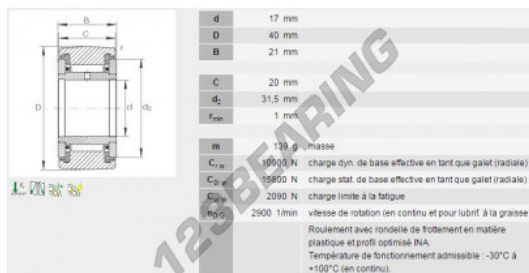 B
C
r
D
d
d₂
d 17 mm
D 40 mm
B 21 mm
C 20 mm
d₂ 31,5 mm
r min 1 mm
m 139 g masse
C r w 10900 N charge dyn. de base effective en tant que galet (radiale)
C 0r w 15800 N charge stat. de base effective en tant que galet (radiale)
2090 N charge limite à la fatigue
n D G 2900 1/min vitesse de rotation (en continu et pour lubrif. à la graisse)
Roulement avec rondelle de frottement en matière
plastique et profil optimisé INA.
Température de fonctionnement admissible : -30°C à
+100°C (en continu).
123BEARING